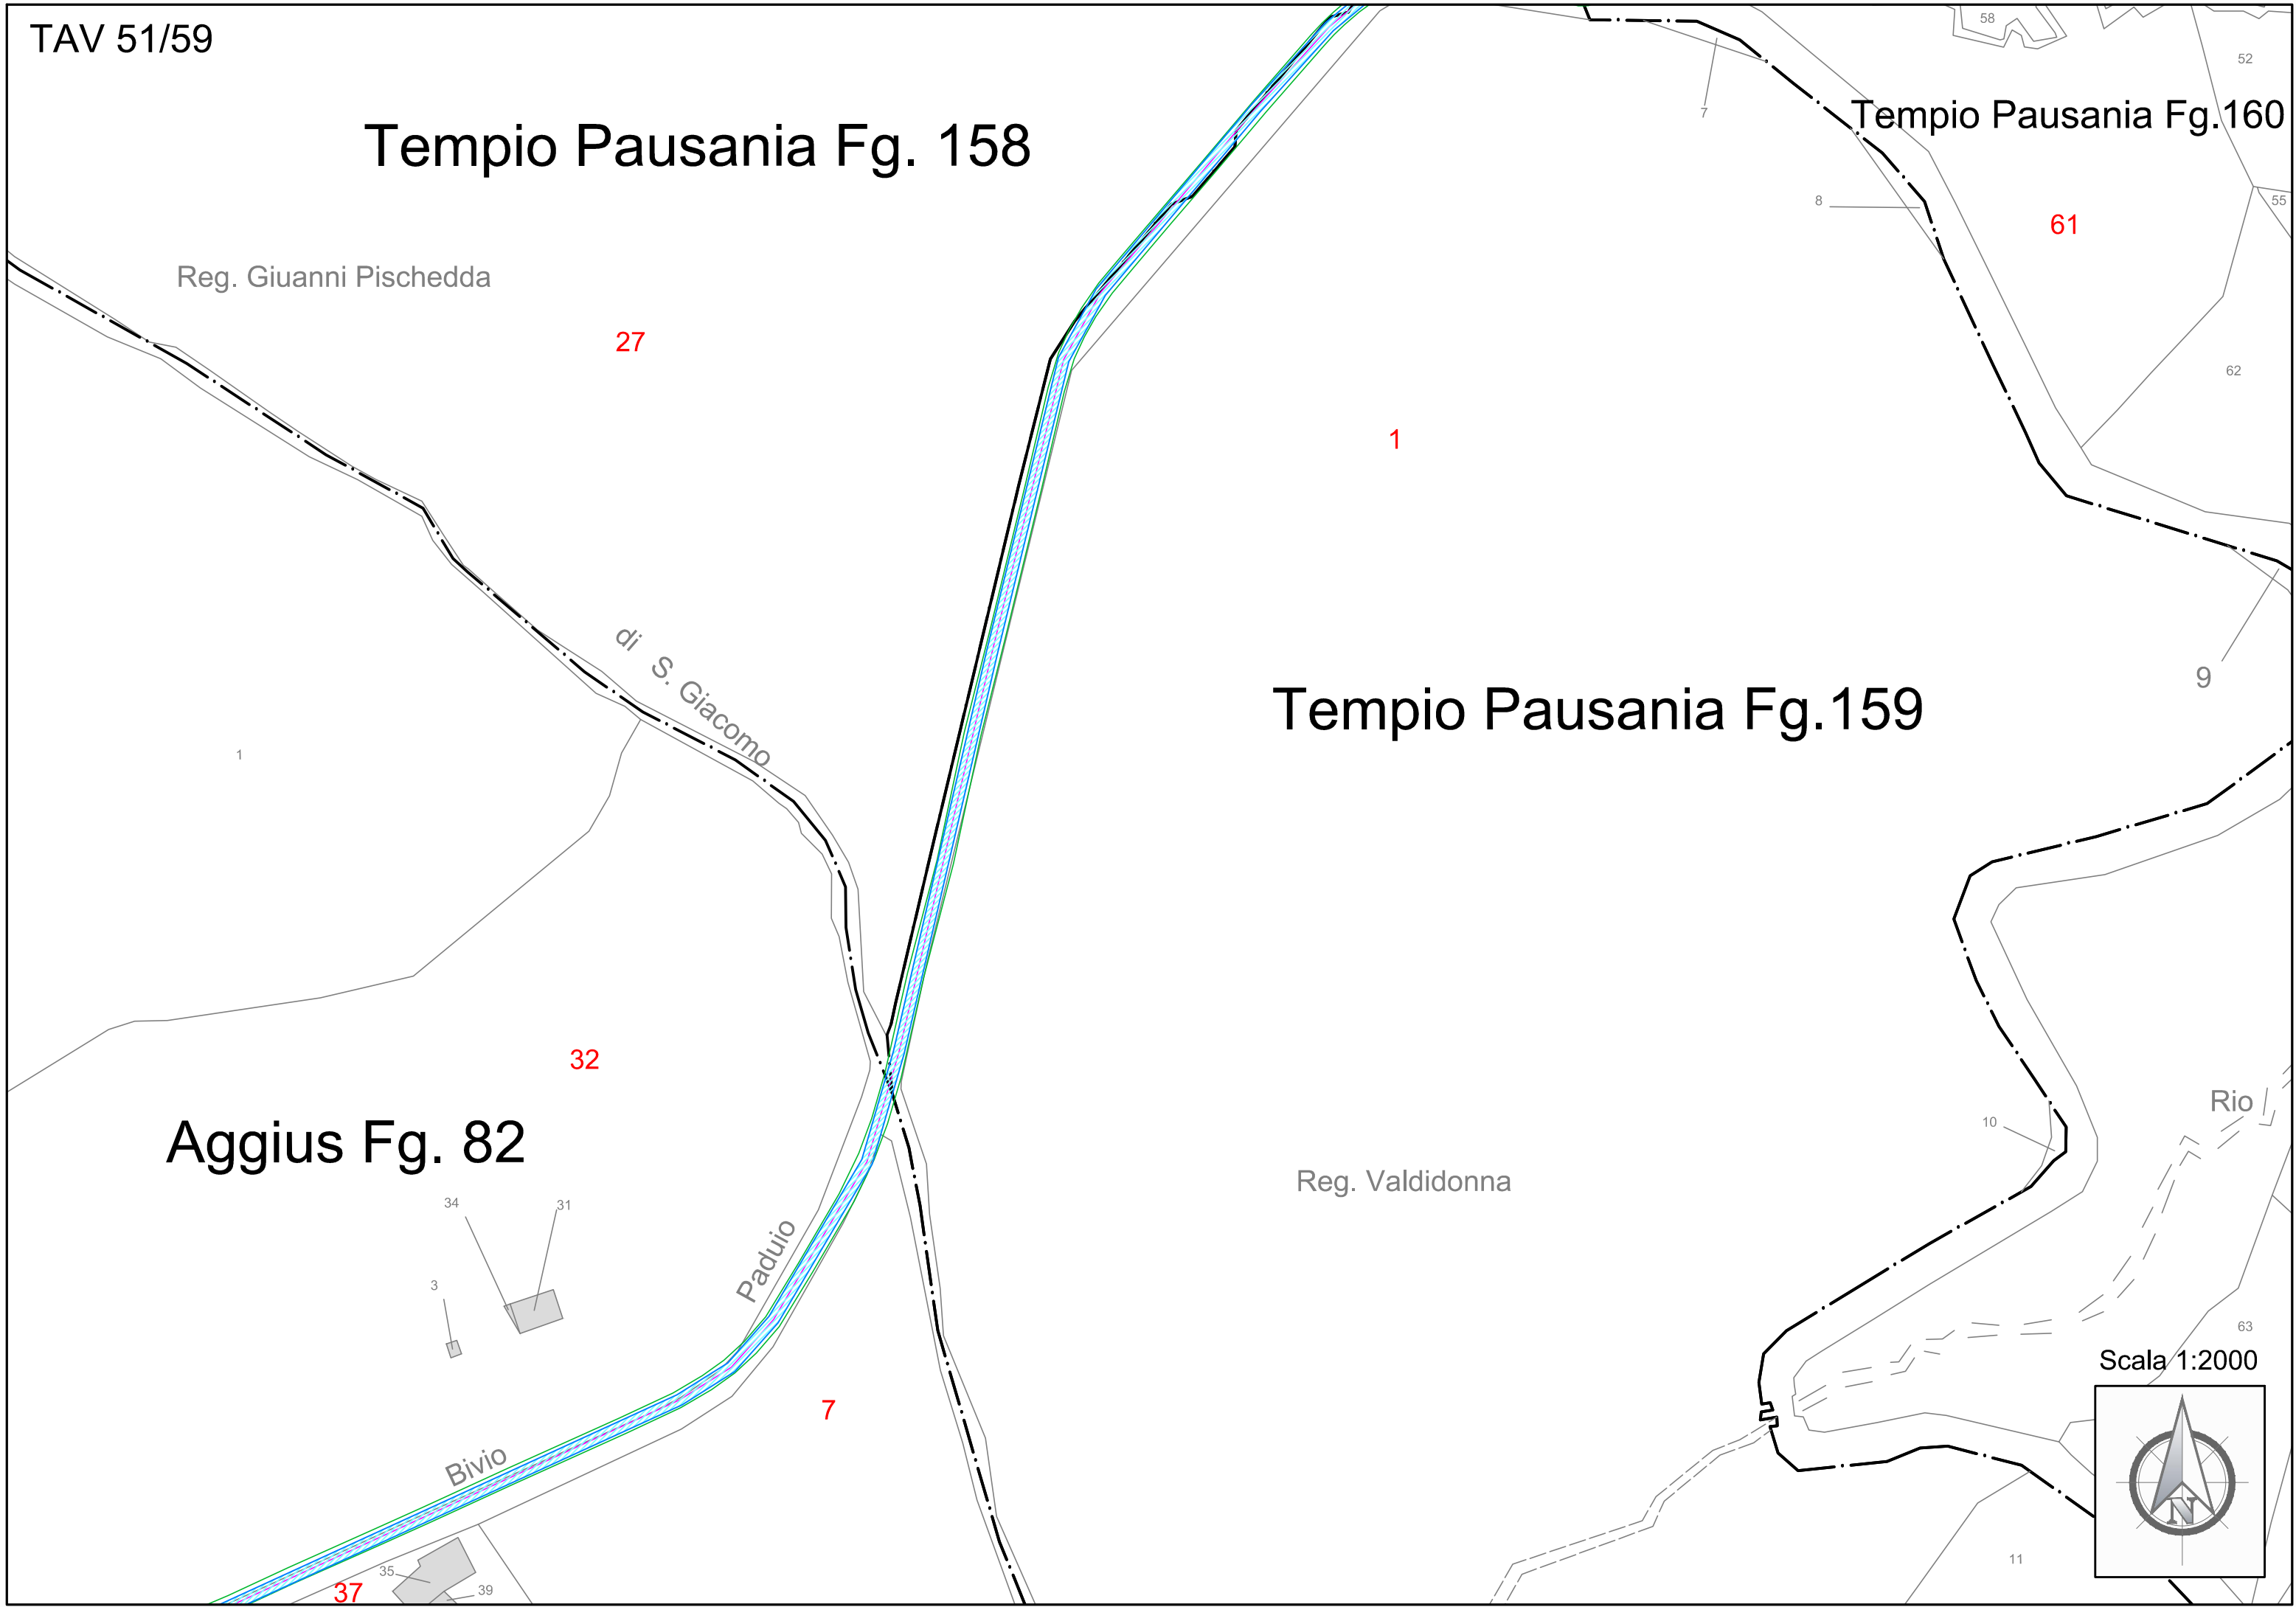 TAV 51/59
58
52
Tempio Pausania Fg. 158
7
Tempio Pausania Fg.160
8
55
61
Reg. Giuanni Pischedda
27
62
1
di S. Giacomo
9
Tempio Pausania Fg.159
1
32
Rio
10
Aggius Fg. 82
Reg. Valdidonna
34
31
Paduio
3
63
Scala 1:2000
7
Bivio
N
11
35
37
39